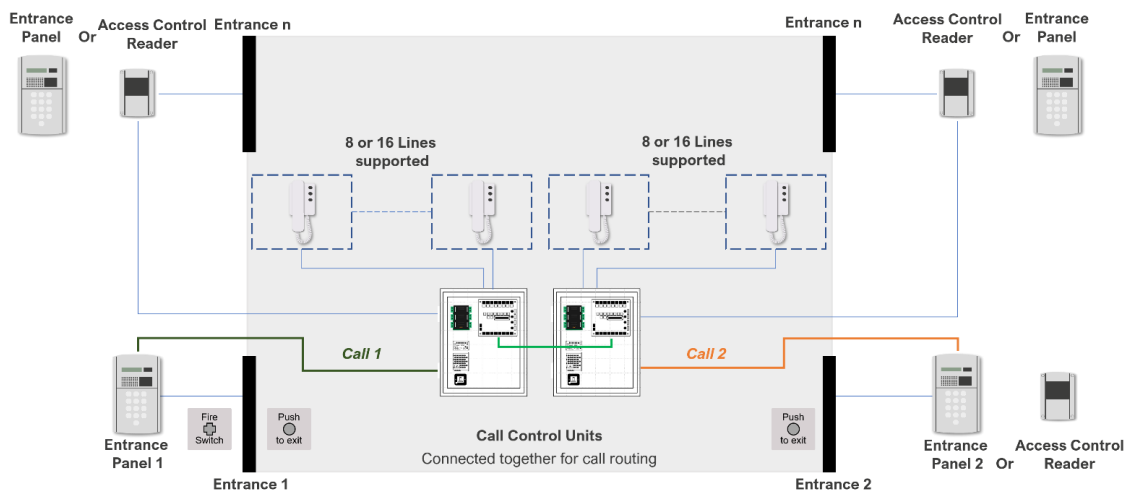 Entrance
Panel
Or
Access Control
Reader
Entrance n
Entrance n
Access Control
Reader
Or
Entrance
Panel
8 or 16 Lines
supported
8 or 16 Lines
supported
Call 1
Call 2
Entrance
Panel 1
Fire
Switch
Push
to exit
Call Control Units
Connected together for call routing
Push
to exit
Entrance
Panel 2
Or
Access Control
Reader
Entrance 1
Entrance 2